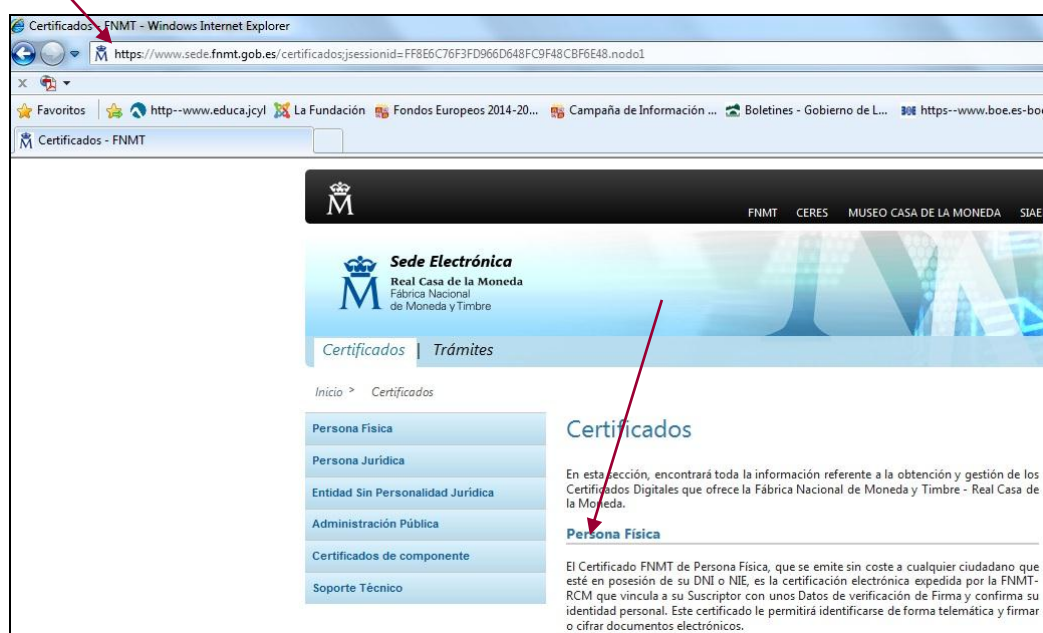 Certificados - FNMT - Windows Internet Explorer
https://www.sede.fnmt.gob.es/certificados;jsessionid=FF8E6C76F3FD966D648FC9F48CBF6E48.nodo1
x
Favoritos http--www.educa.jcyl La Fundación Fondos Europeos 2014-20... Campaña de Información ... Boletines - Gobierno de L... https--www.boe.es-boe
Certificados - FNMT
FNMT CERES MUSEO CASA DE LA MONEDA SIAE
Sede Electrónica
Real Casa de la Moneda
Fábrica Nacional
de Moneda y Timbre
Certificados | Trámites
Inicio > Certificados
Persona Física
Persona Jurídica
Entidad Sin Personalidad Jurídica
Administración Pública
Certificados de componente
Soporte Técnico
Certificados
En esta sección, encontrará toda la información referente a la obtención y gestión de los
Certificados Digitales que ofrece la Fábrica Nacional de Moneda y Timbre - Real Casa de
la Moneda.
Persona Física
El Certificado FNMT de Persona Física, que se emite sin coste a cualquier ciudadano que
esté en posesión de su DNI o NIE, es la certificación electrónica expedida por la FNMT-
RCM que vincula a su Suscriptor con unos Datos de verificación de Firma y confirma su
identidad personal. Este certificado le permitirá identificarse de forma telemática y firmar
o cifrar documentos electrónicos.